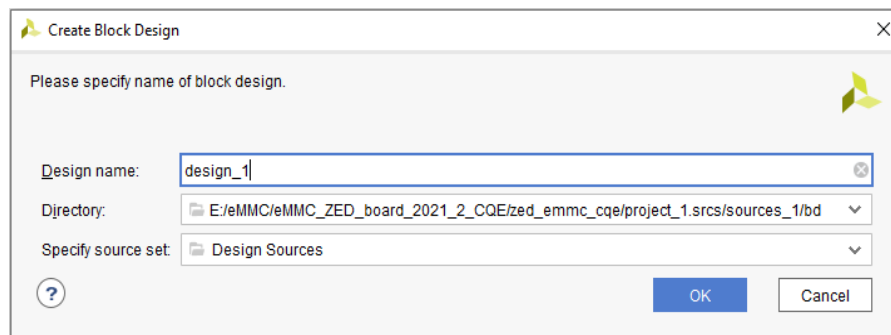 Create Block Design
Please specify name of block design.
Design name: design_1
Directory: E:/eMMC/eMMC_ZED_board_2021_2_CQE/zed_emmc_cqe/project_1.srcs/sources_1/bd
Specify source set: Design Sources
? OK Cancel